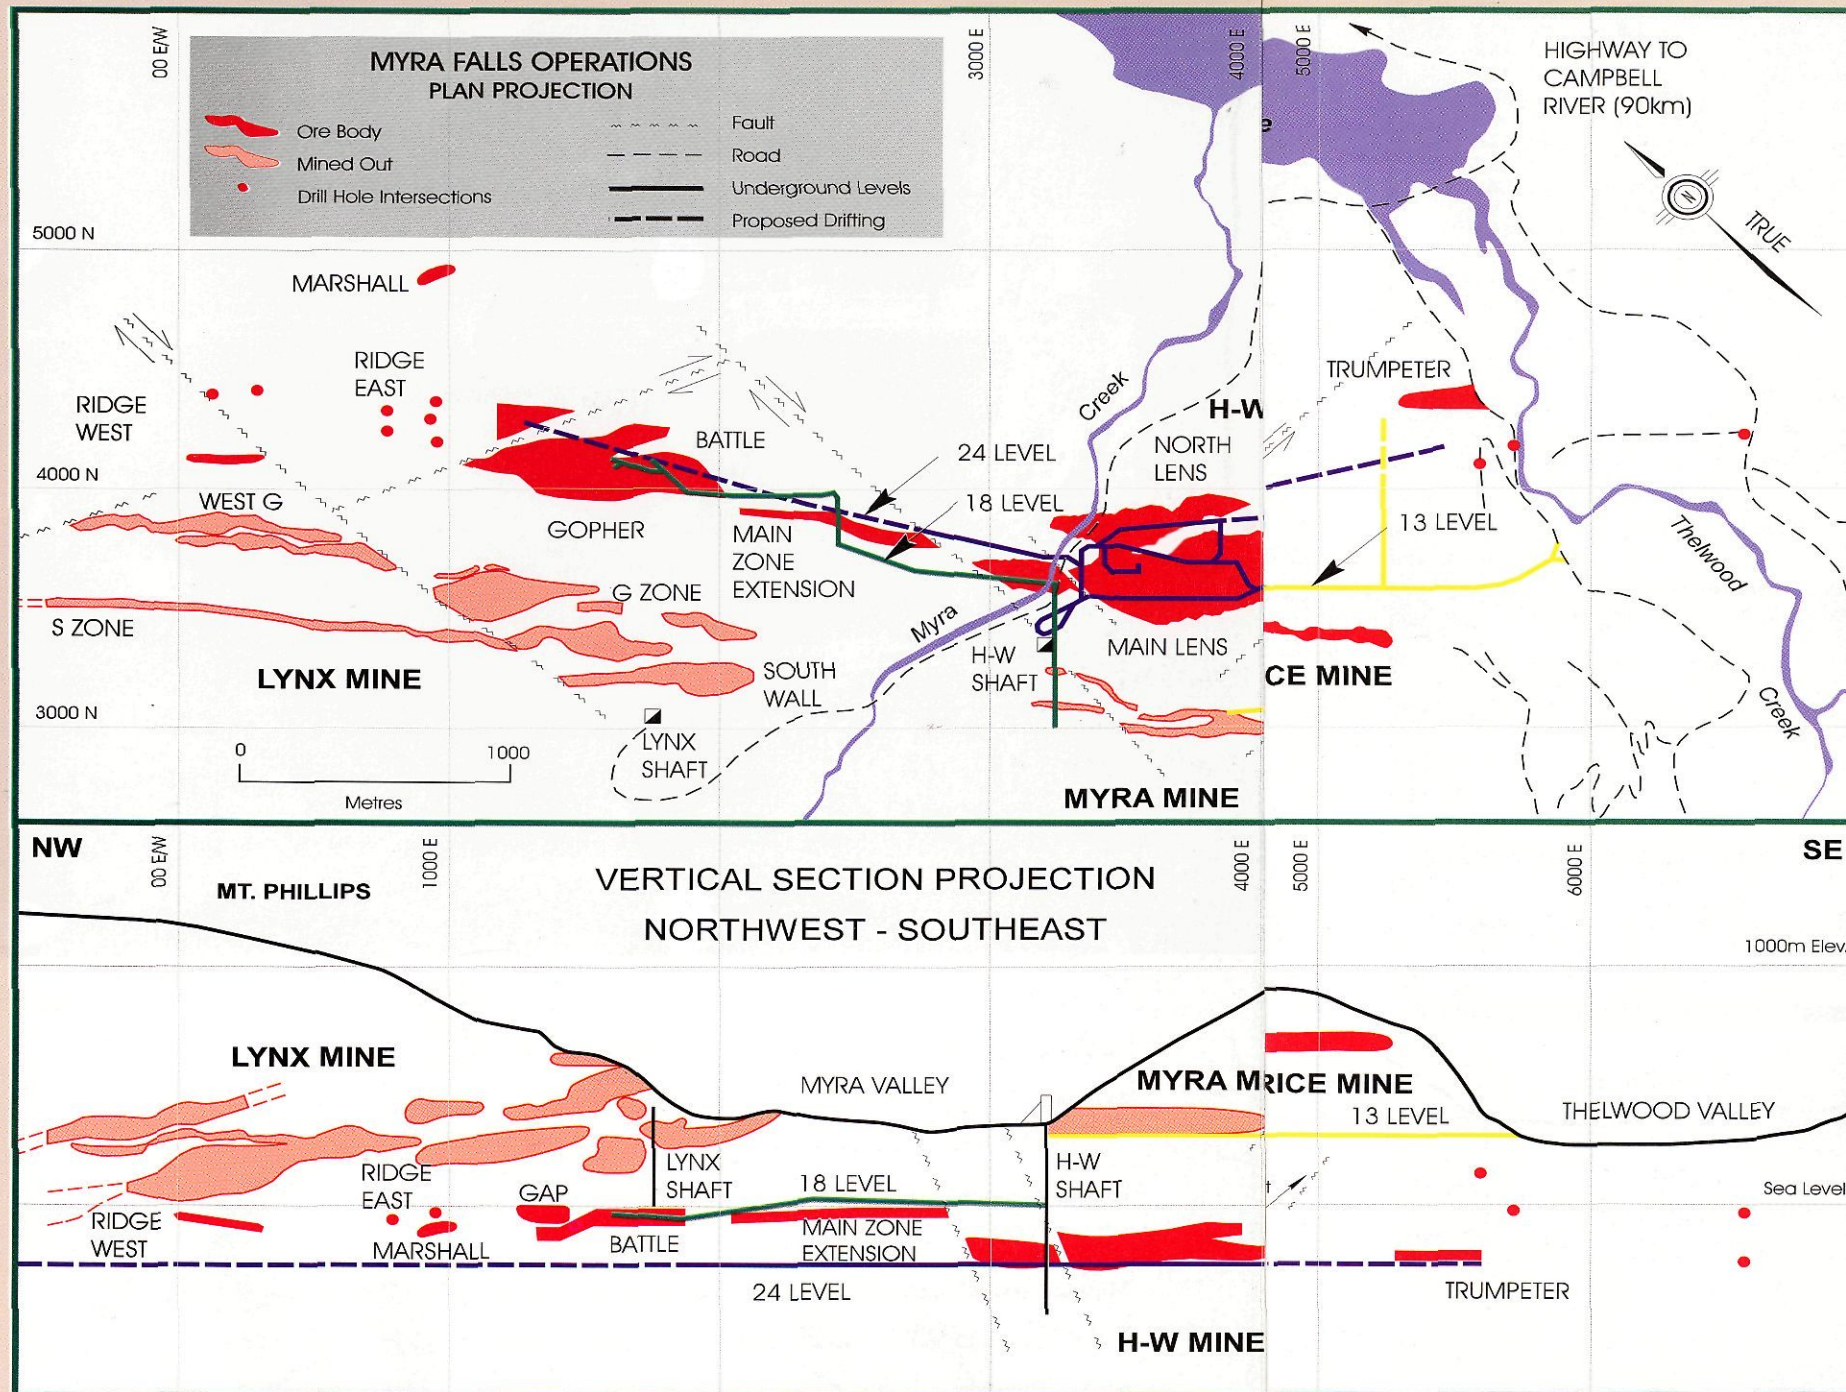 00 E/W
3000 E
4000 E
5000 E
MYRA FALLS OPERATIONS
PLAN PROJECTION
Ore Body
Mined Out
Drill Hole Intersections
Fault
Road
Underground Levels
Proposed Drifting
HIGHWAY TO
CAMPBELL
RIVER (90km)
N
TRUE
5000 N
MARSHALL
RIDGE
EAST
RIDGE
WEST
4000 N
WEST G
BATTLE
GOPHER
24 LEVEL
18 LEVEL
MAIN
ZONE
EXTENSION
Creek
H-W
NORTH
LENS
TRUMPETER
13 LEVEL
Thelwood
Creek
G ZONE
S ZONE
LYNX MINE
SOUTH
WALL
Myra
H-W
SHAFT
MAIN LENS
CE MINE
3000 N
0
1000
Metres
LYNX
SHAFT
MYRA MINE
NW
00 E/W
MT. PHILLIPS
1000 E
VERTICAL SECTION PROJECTION
NORTHWEST - SOUTHEAST
4000 E
5000 E
6000 E
SE
1000m Elev.
LYNX MINE
MYRA VALLEY
MYRA M
RICE MINE
13 LEVEL
THELWOOD VALLEY
RIDGE
EAST
GAP
LYNX
SHAFT
18 LEVEL
H-W
SHAFT
Sea Level
RIDGE
WEST
MARSHALL
BATTLE
MAIN ZONE
EXTENSION
24 LEVEL
TRUMPETER
H-W MINE